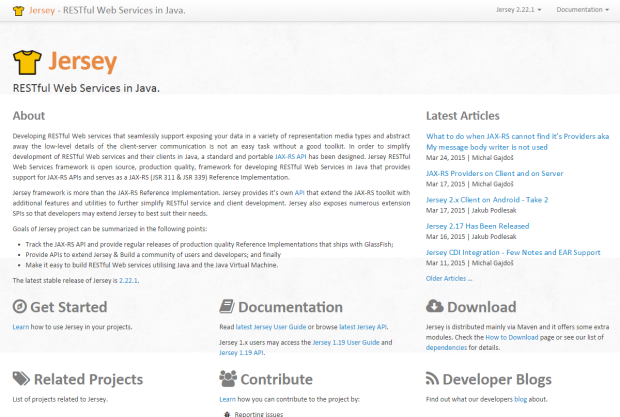 Jersey - RESTful Web Services in Java.
Jersey 2.22.1
Documentation
Jersey
RESTful Web Services in Java.
About
Developing RESTful Web services that seamlessly support exposing your data in a variety of representation media types and abstract
away the low-level details of the client-server communication is not an easy task without a good toolkit. In order to simplify
development of RESTful Web services and their clients in Java, a standard and portable JAX-RS API has been designed. Jersey RESTful
Web Services framework is open source, production quality, framework for developing RESTful Web Services in Java that provides
support for JAX-RS APIs and serves as a JAX-RS (JSR 311 & JSR 339) Reference Implementation.
Jersey framework is more than the JAX-RS Reference Implementation. Jersey provides it's own API that extend the JAX-RS toolkit with
additional features and utilities to further simplify RESTful service and client development. Jersey also exposes numerous extension
SPIs so that developers may extend Jersey to best suit their needs.
Goals of Jersey project can be summarized in the following points:
• Track the JAX-RS API and provide regular releases of production quality Reference Implementations that ships with GlassFish;
• Provide APIs to extend Jersey & Build a community of users and developers; and finally
• Make it easy to build RESTful Web services utilising Java and the Java Virtual Machine.
The latest stable release of Jersey is 2.22.1.
Latest Articles
What to do when JAX-RS cannot find it's Providers aka
My message body writer is not used
Mar 24, 2015 | Michal Gajdoš
JAX-RS Providers on Client and on Server
Mar 17, 2015 | Michal Gajdoš
Jersey 2.x Client on Android - Take 2
Mar 17, 2015 | Jakub Podlesak
Jersey 2.17 Has Been Released
Mar 16, 2015 | Jakub Podlesak
Jersey CDI Integration - Few Notes and EAR Support
Mar 11, 2015 | Michal Gajdoš
Older Articles ...
Get Started
Learn how to use Jersey in your projects.
Documentation
Read latest Jersey User Guide or browse latest Jersey API.
Jersey 1.x users may access the Jersey 1.19 User Guide and
Jersey 1.19 API.
Download
Jersey is distributed mainly via Maven and it offers some extra
modules. Check the How to Download page or see our list of
dependencies for details.
Related Projects
List of projects related to Jersey.
Contribute
Learn how you can contribute to the project by:
Reporting issues
Developer Blogs
Find out what our developers blog about.